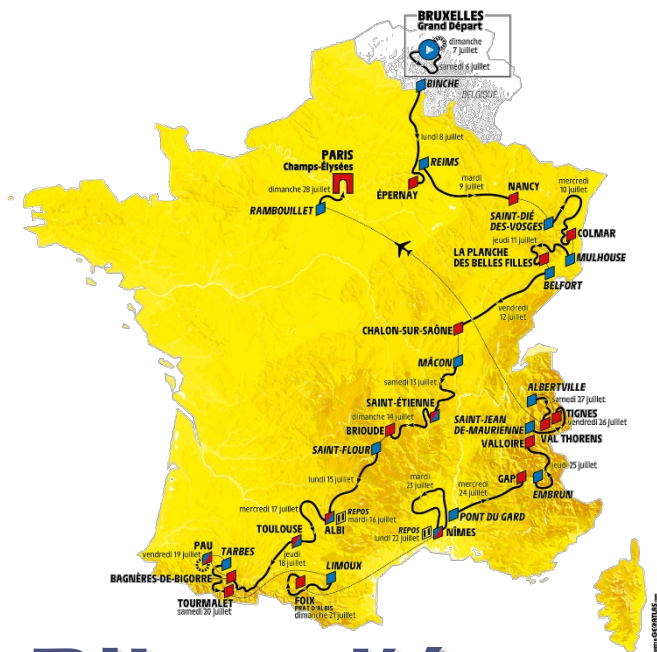 BRUXELLES
Grand Départ
dimanche
7 juillet
samedi 6 juillet
BINCHE
BELGIQUE
lundi 8 juillet
REIMS
PARIS
Champs-Élysées
dimanche 28 juillet
RAMBOUILLET
ÉPERNAY
mardi
9 juillet
NANCY
mercredi
10 juillet
SAINT-DIÉ
DES-VOSGES
COLMAR
jeudi 11 juillet
LA PLANCHE
DES BELLES FILLES
MULHOUSE
BELFORT
vendredi
12 juillet
CHALON-SUR-SAÔNE
MÂCON
samedi 13 juillet
SAINT-ÉTIENNE
dimanche 14 juillet
BRIOUDE
SAINT-FLOUR
ALBERTVILLE
samedi 27 juillet
TIGNES
vendredi 26 juillet
SAINT-JEAN
DE-MAURIENNE
VAL THORENS
VALLOIRE
jeudi 25 juillet
GAP
EMBRUN
lundi 15 juillet
mardi
23 juillet
mercredi
24 juillet
PONT DU GARD
REPOS
lundi 22 juillet
NÎMES
mercredi 17 juillet
REPOS
mardi 16 juillet
ALBI
TOULOUSE
jeudi
18 juillet
PAU
vendredi 19 juillet
TARBES
BAGNÈRES-DE-BIGORRE
TOURMALET
samedi 20 juillet
LIMOUX
FOIX
PRAT D'ALBIS
dimanche 21 juillet
GEOATLAS